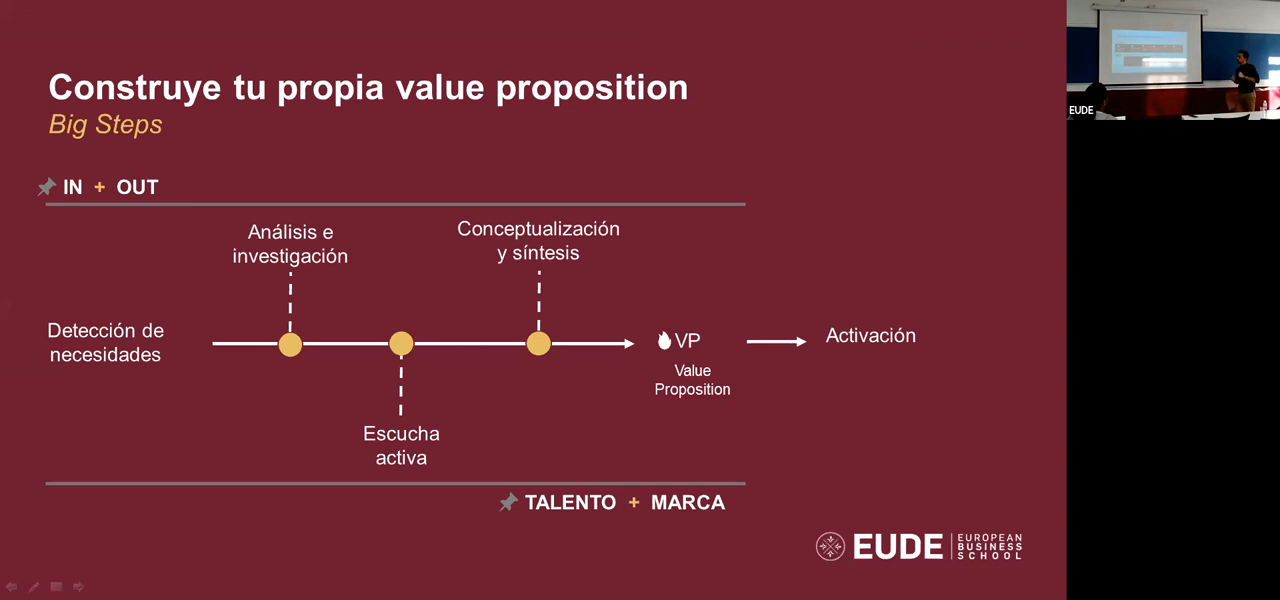 Construye tu propia value proposition
Big Steps
IN + OUT
Análisis e
investigación
Conceptualización
y síntesis
Detección de
necesidades
VP
Value
Proposition
Activación
Escucha
activa
TALENTO + MARCA
EUDE
EUROPEAN
BUSINESS
SCHOOL
EUDE